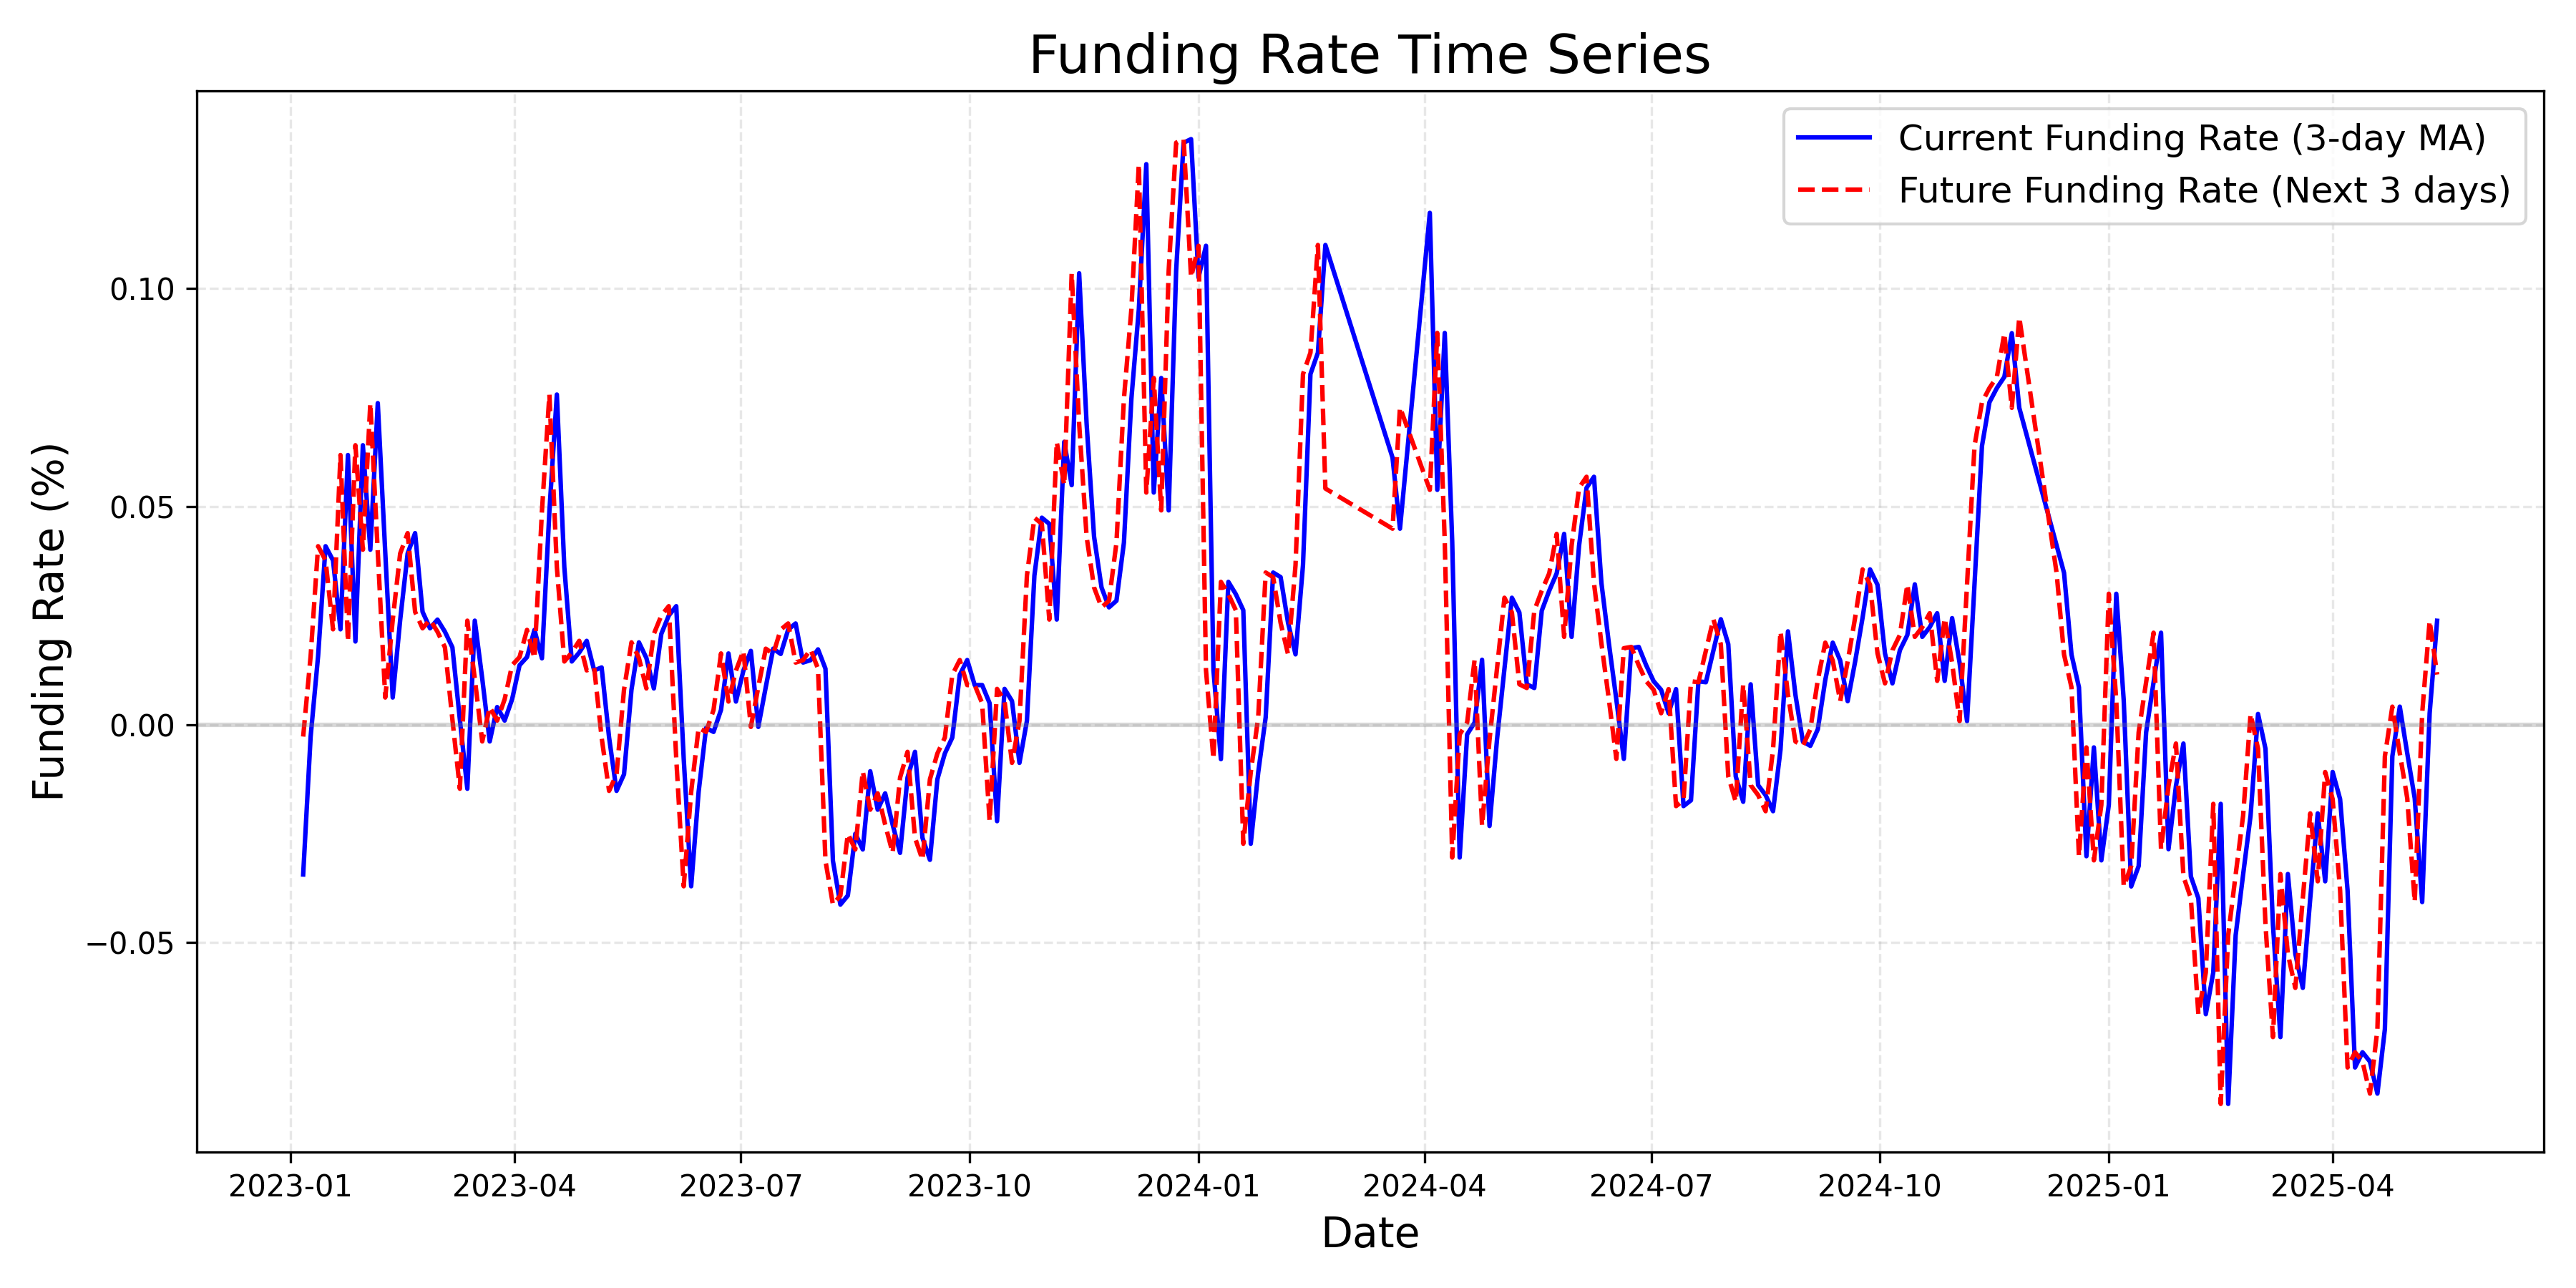 Funding Rate Time Series
Current Funding Rate (3-day MA)
Future Funding Rate (Next 3 days)
Funding Rate (%)
0.10
0.05
0.00
−0.05
2023-01
2023-04
2023-07
2023-10
2024-01
2024-04
2024-07
2024-10
2025-01
2025-04
Date